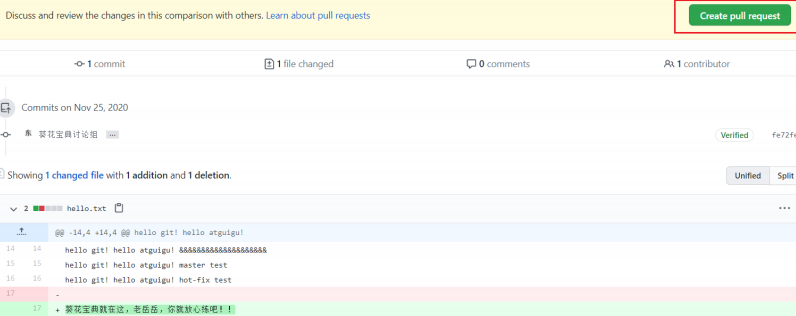 Discuss and review the changes in this comparison with others. Learn about pull requests
Create pull request
1 commit
1 file changed
0 comments
1 contributor
Commits on Nov 25, 2020
东 葵花宝典讨论组 …
Verified
fe72fe
Showing 1 changed file with 1 addition and 1 deletion.
Unified Split
2 hello.txt
@@ -14,4 +14,4 @@ hello git! hello atguigu!
14 14 hello git! hello atguigu! &&&&&&&&&&&&&&&&&&&&
15 15 hello git! hello atguigu! master test
16 16 hello git! hello atguigu! hot-fix test
17 -
17 + 葵花宝典就在这，老岳岳，你就放心练吧！！